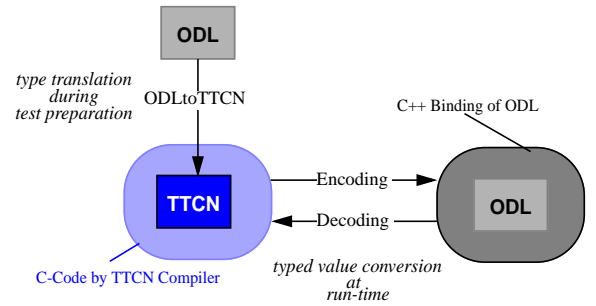 ODL
type translation
during
test preparation
ODLtoTTCN
C++ Binding of ODL
TTCN
Encoding
Decoding
ODL
C-Code by TTCN Compiler
typed value conversion
at
run-time